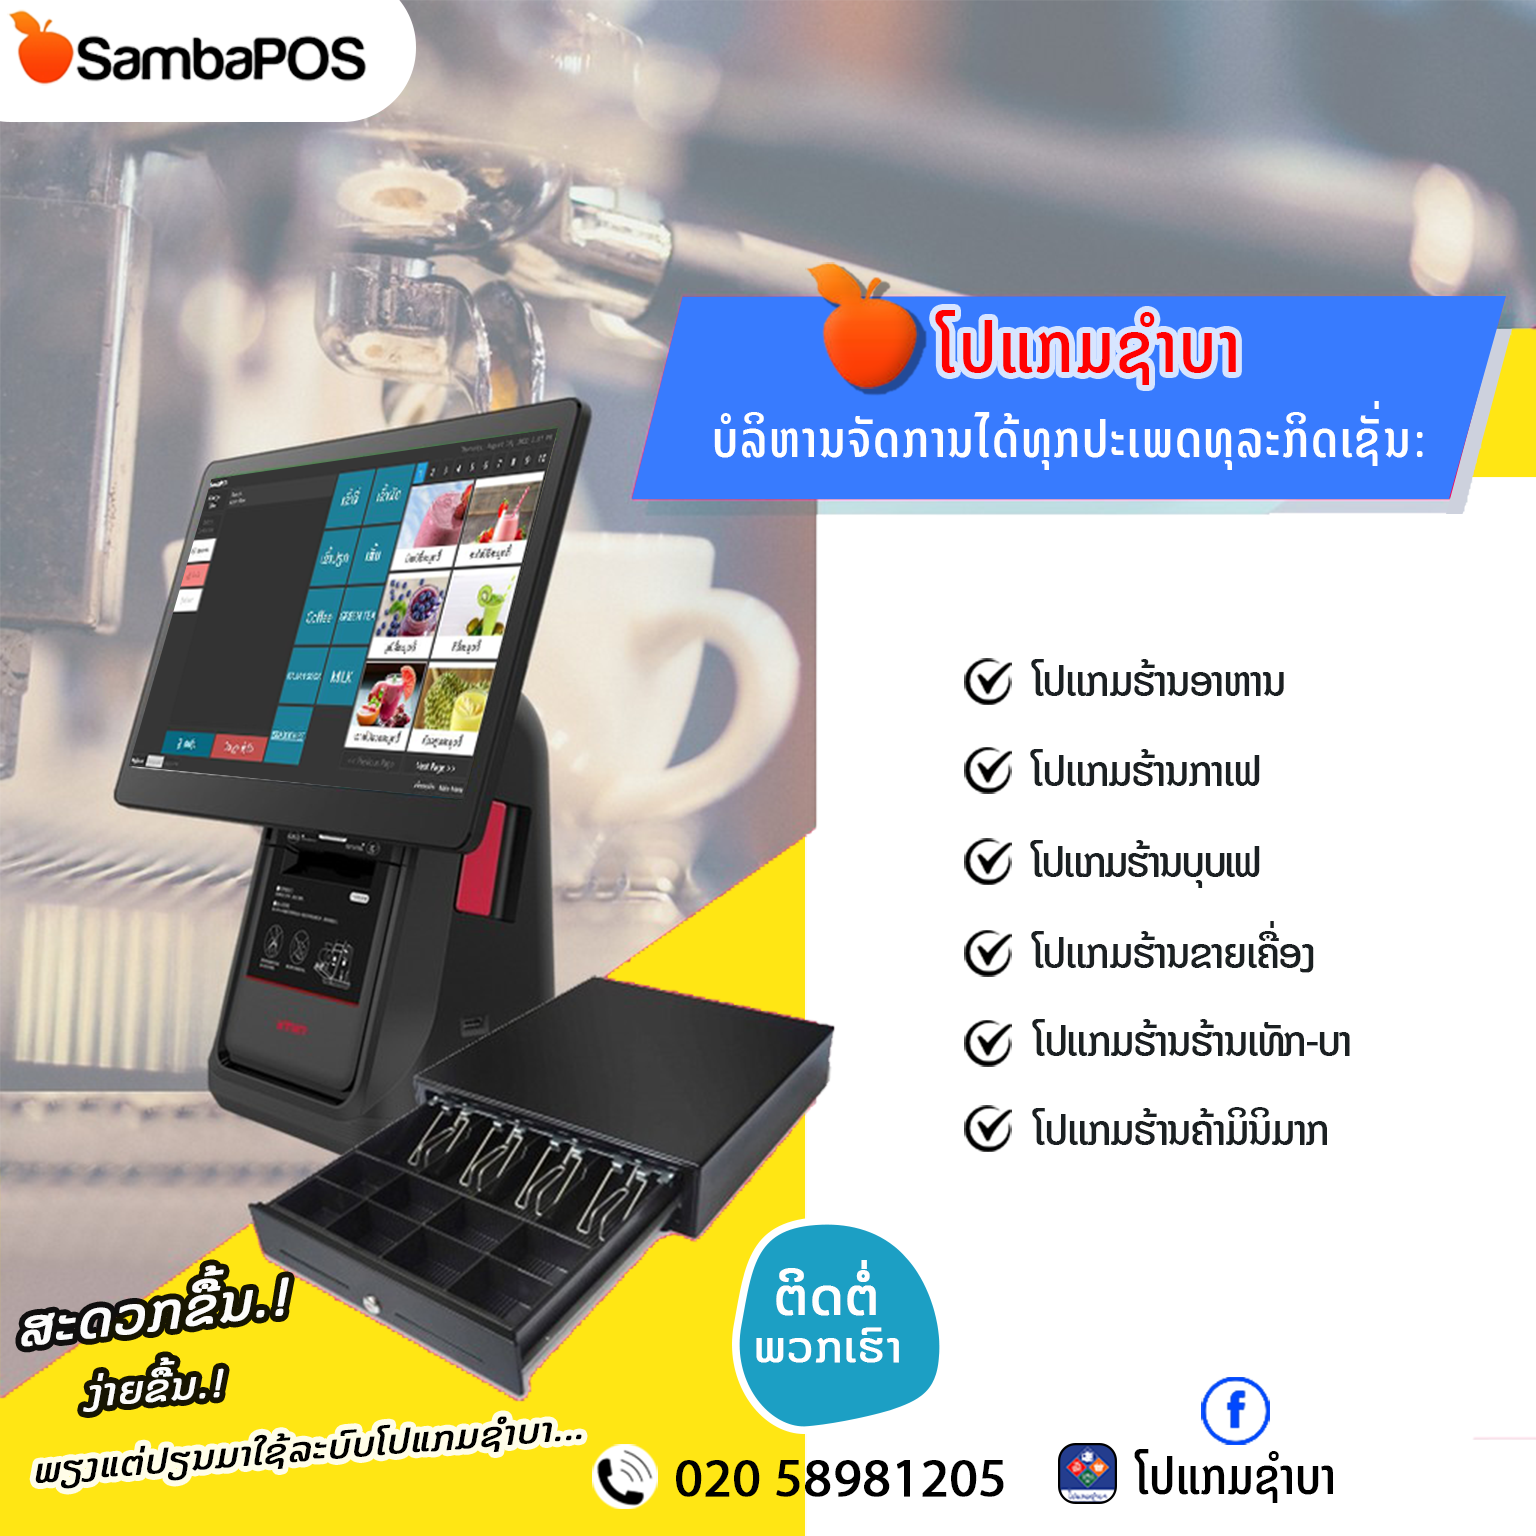 SambaPOS
ໂປແກມຊຳບາ
ບໍລິຫານຈັດການໄດ້ທຸກປະເພດທຸລະກິດເຊັ່ນ:
ໂປແກມຮ້ານອາຫານ
ໂປແກມຮ້ານກາເຟ
ໂປແກມຮ້ານບຸບເຟ
ໂປແກມຮ້ານຂາຍເຄື່ອງ
ໂປແກມຮ້ານຮ້ານເທັກ-ບາ
ໂປແກມຮ້ານຄ້າມິນິມາກ
Coffee
GREEN TEA
MILK
Next Page >>
ສະດວກຂຶ້ນ.!
ງ່າຍຂຶ້ນ.!
ພຽງແຕ່ປຽນມາໃຊ້ລະບົບໂປແກມຊຳບາ...
ຕິດຕໍ່
ພວກເຮົາ
020 58981205
ໂປແກມຊຳບາ